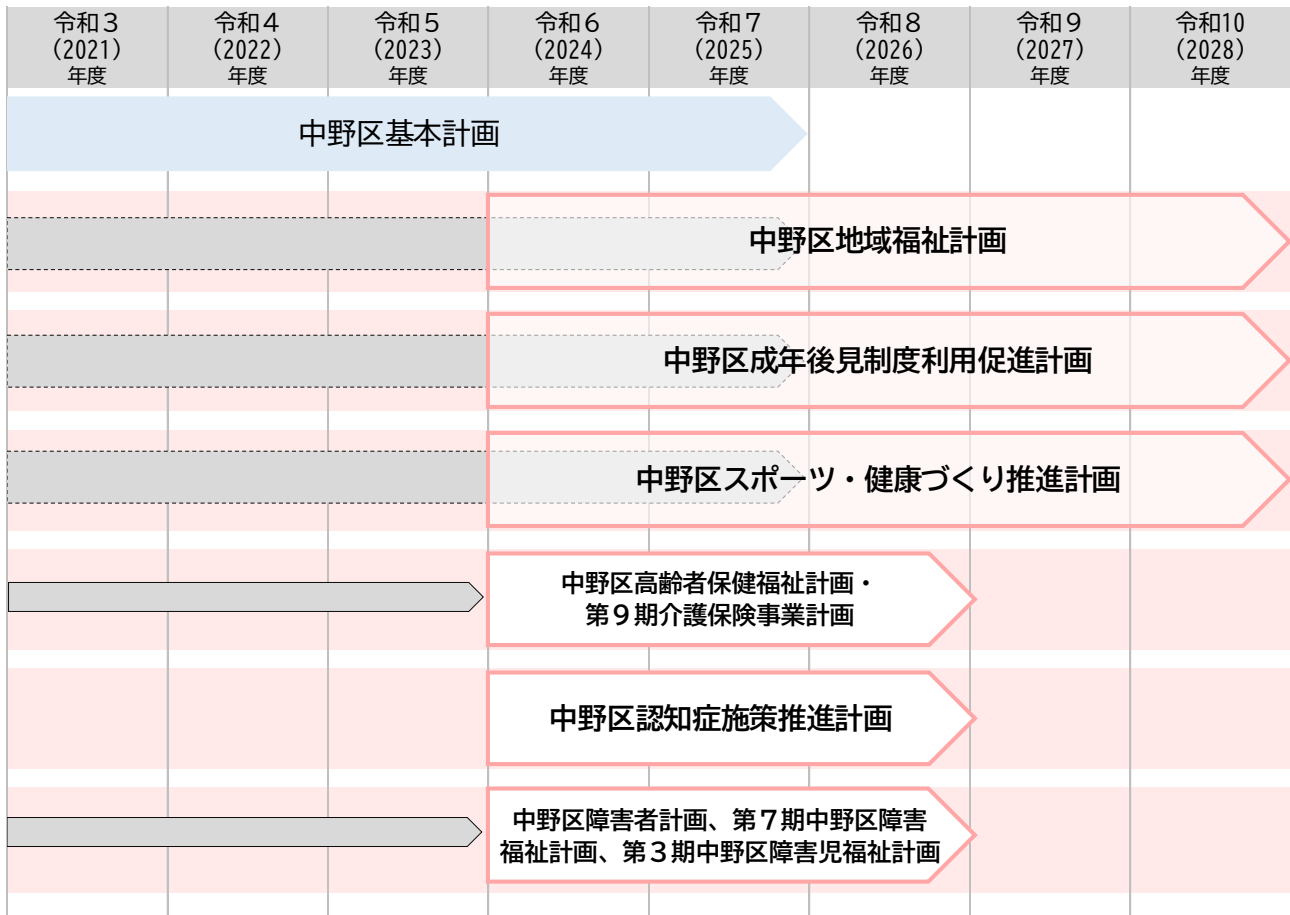 令和3 令和4 令和5 令和6 令和7 令和8 令和9 令和10
(2021) (2022) (2023) (2024) (2025) (2026) (2027) (2028)
年度 年度 年度 年度 年度 年度 年度 年度
中野区基本計画
中野区地域福祉計画
中野区成年後見制度利用促進計画
中野区スポーツ・健康づくり推進計画
中野区高齢者保健福祉計画・
第9期介護保険事業計画
中野区認知症施策推進計画
中野区障害者計画、第7期中野区障害
福祉計画、第3期中野区障害児福祉計画